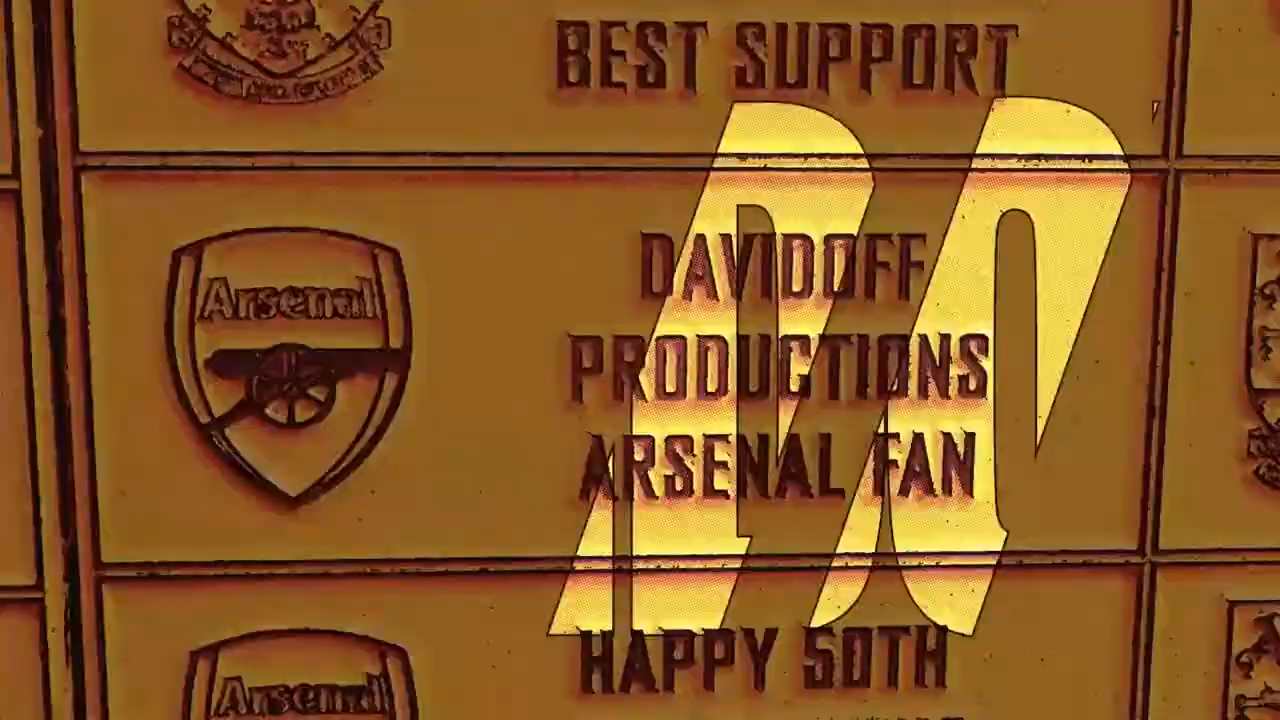 BEST SUPPORT
Arsenal
DAVIDOFF
PRODUCTIONS
ARSENAL FAN
Arsenal
HAPPY 50TH